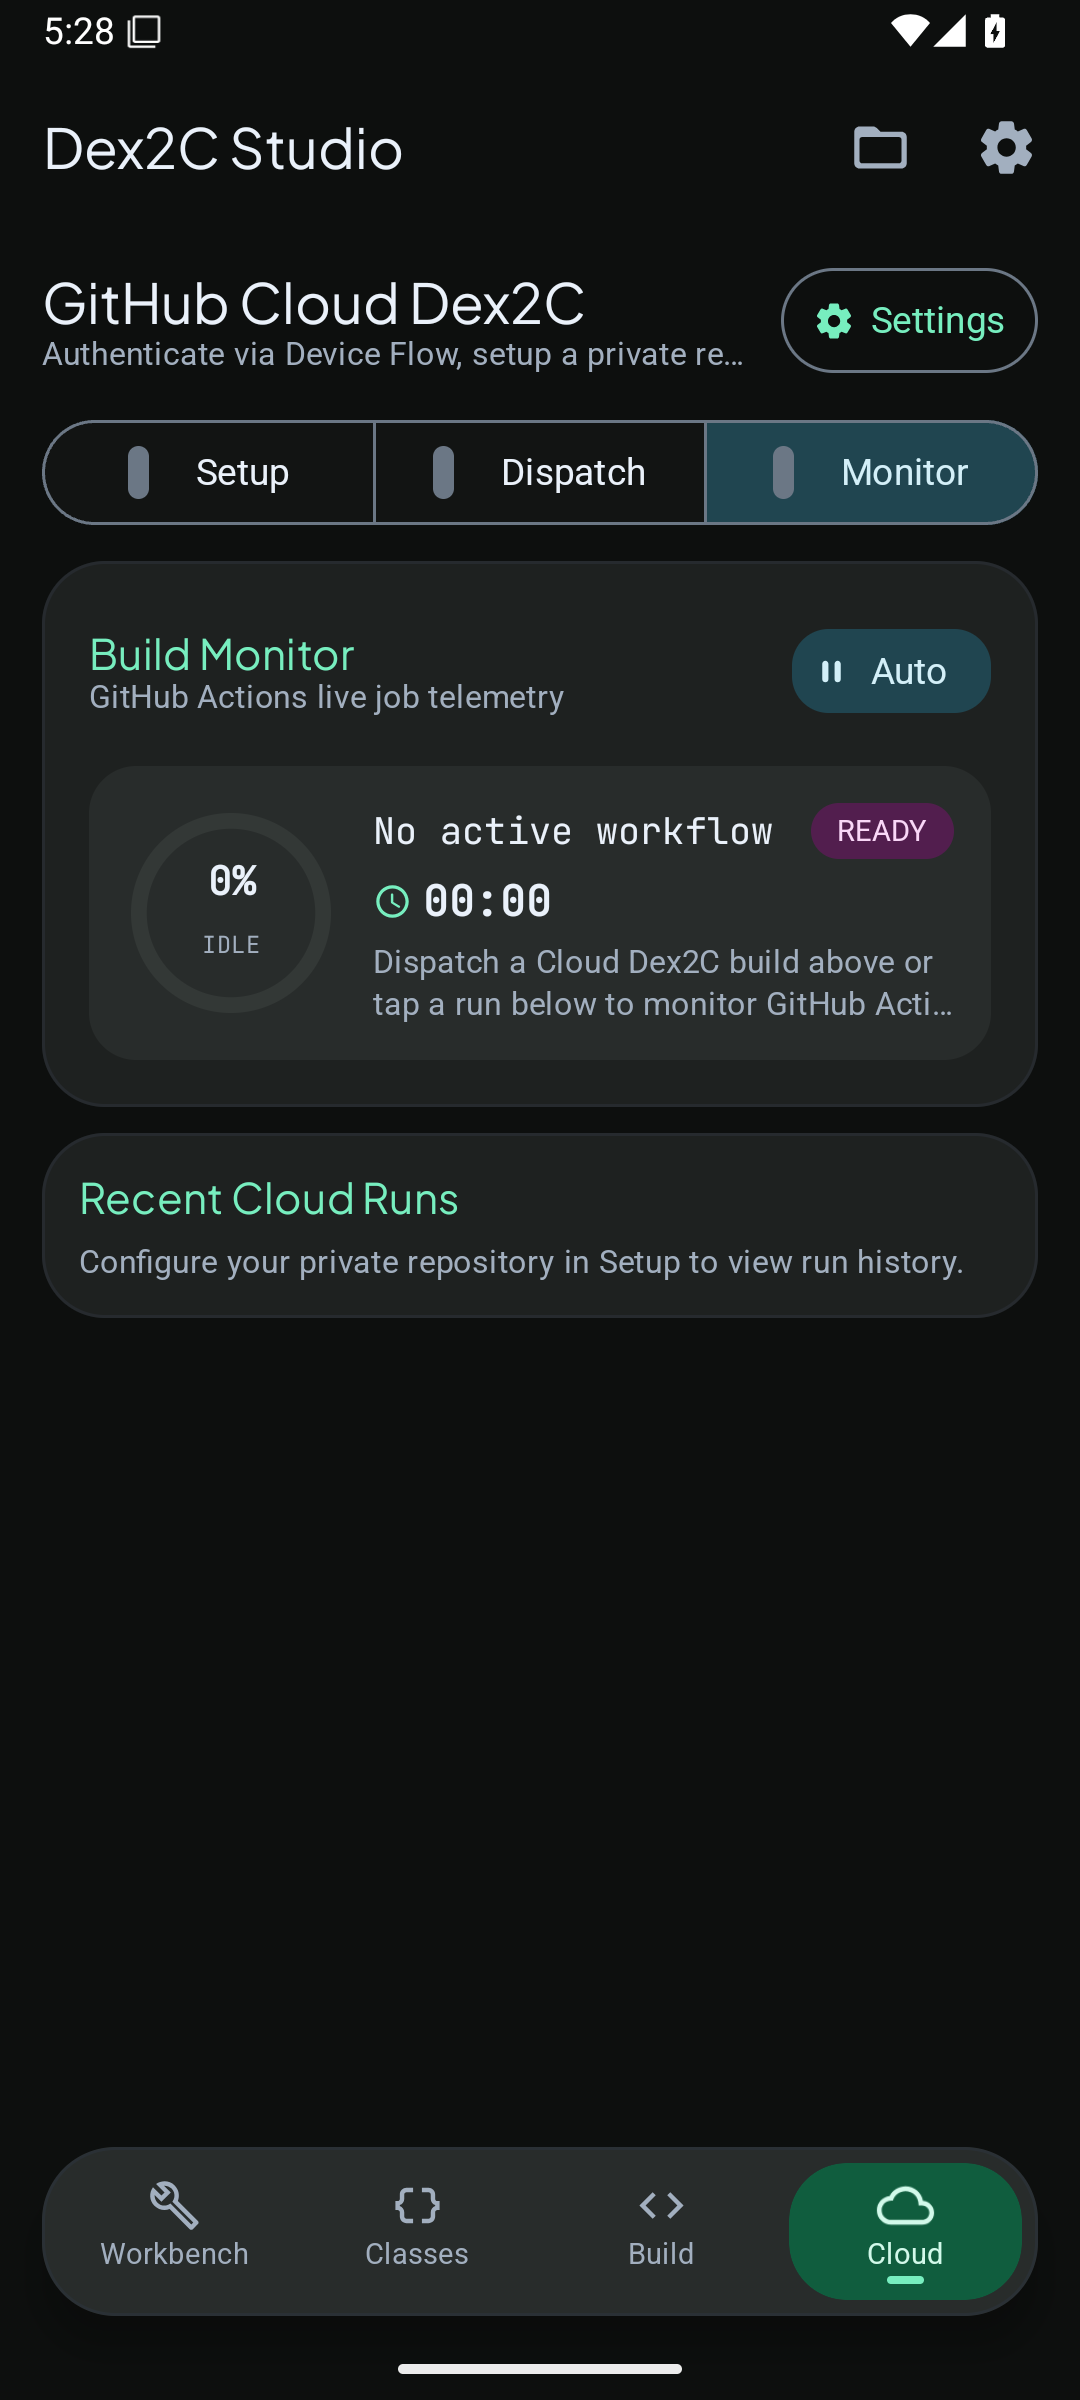 5:28
Dex2C Studio
GitHub Cloud Dex2C
Authenticate via Device Flow, setup a private re...
Settings
Setup
Dispatch
Monitor
Build Monitor
GitHub Actions live job telemetry
Auto
0%
IDLE
No active workflow
READY
00:00
Dispatch a Cloud Dex2C build above or
tap a run below to monitor GitHub Acti...
Recent Cloud Runs
Configure your private repository in Setup to view run history.
Workbench
Classes
Build
Cloud